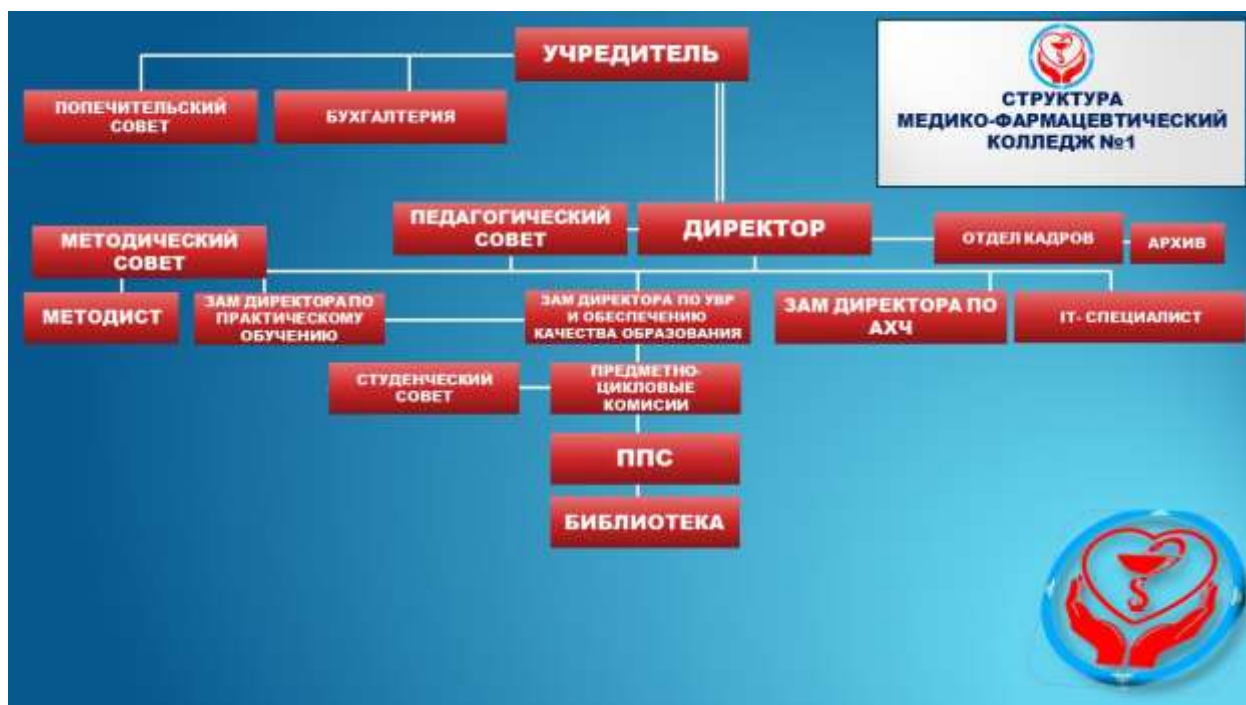 УЧРЕДИТЕЛЬ
СТРУКТУРА
МЕДИКО-ФАРМАЦЕВТИЧЕСКИЙ
КОЛЛЕДЖ №1
ПОПЕЧИТЕЛЬСКИЙ
СОВЕТ
БУХГАЛТЕРИЯ
ПЕДАГОГИЧЕСКИЙ
СОВЕТ
ДИРЕКТОР
МЕТОДИЧЕСКИЙ
СОВЕТ
ОТДЕЛ КАДРОВ
АРХИВ
МЕТОДИСТ
ЗАМ ДИРЕКТОРА ПО
ПРАКТИЧЕСКОМУ
ОБУЧЕНИЮ
ЗАМ ДИРЕКТОРА ПО УВР
И ОБЕСПЕЧЕНИЮ
КАЧЕСТВА ОБРАЗОВАНИЯ
ЗАМ ДИРЕКТОРА ПО
АХЧ
IT- СПЕЦИАЛИСТ
СТУДЕНЧЕСКИЙ
СОВЕТ
ПРЕДМЕТНО-
ЦИКЛОВЫЕ
КОМИСИИ
ППС
БИБЛИОТЕКА